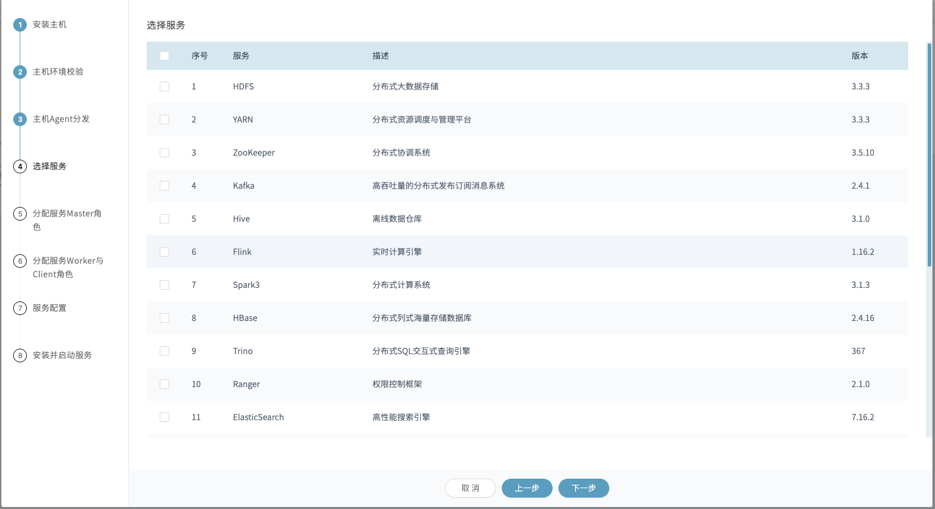 1 安装主机
2 主机环境校验
3 主机Agent分发
4 选择服务
5 分配服务Master角
色
6 分配服务Worker与
Client角色
7 服务配置
8 安装并启动服务
选择服务
序号 服务 描述 版本
1 HDFS 分布式大数据存储 3.3.3
2 YARN 分布式资源调度与管理平台 3.3.3
3 ZooKeeper 分布式协调系统 3.5.10
4 Kafka 高吞吐量的分布式发布订阅消息系统 2.4.1
5 Hive 离线数据仓库 3.1.0
6 Flink 实时计算引擎 1.16.2
7 Spark3 分布式计算系统 3.1.3
8 HBase 分布式列式海量存储数据库 2.4.16
9 Trino 分布式SQL交互式查询引擎 367
10 Ranger 权限控制框架 2.1.0
11 ElasticSearch 高性能搜索引擎 7.16.2
取消 上一步 下一步